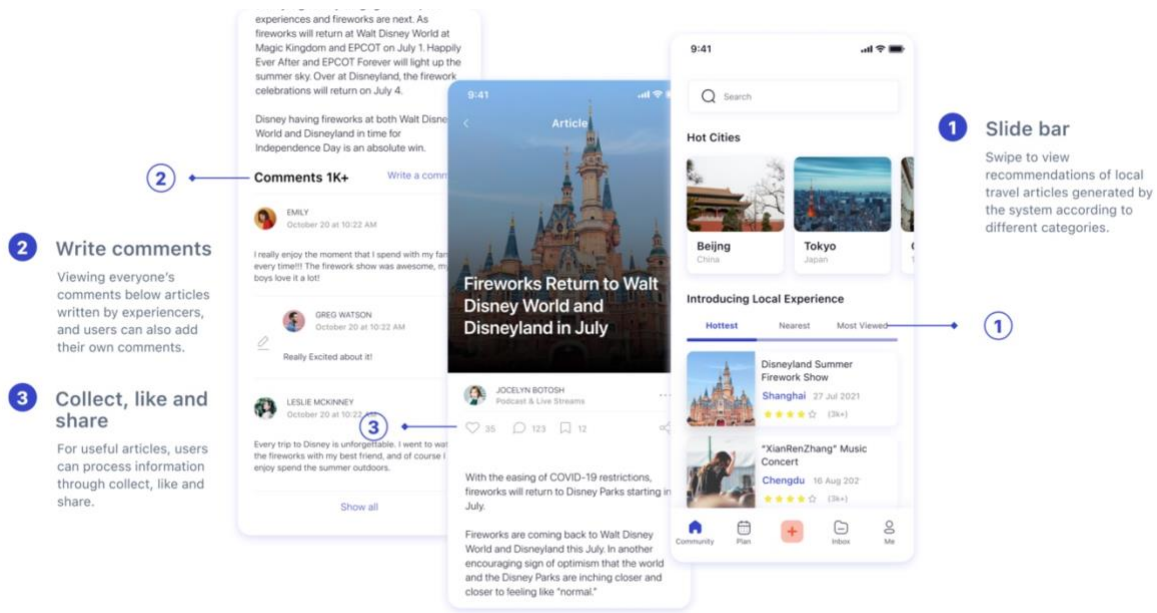 experiences and fireworks are next. As
fireworks will return at Walt Disney World at
Magic Kingdom and EPCOT on July 1. Happily
Ever After and EPCOT Forever will light up the
summer sky. Over at Disneyland, the firework
celebrations will return on July 4.
Disney having fireworks at both Walt Disne
World and Disneyland in time for
Independence Day is an absolute win.
2
Comments 1K+
Write a comm
EMILY
October 20 at 10:22 AM
I really enjoy the moment that I spend with my fam
every time!!! The firework show was awesome, my
boys love it a lot!
GREG WATSON
October 20 at 10:22 AM
Really Excited about it!
LESLIE MCKINNEY
October 20 at 10:22 AM
Every trip to Disney is unforgettable. I went to wat
the fireworks with my best friend, and of course I
enjoy spend the summer outdoors.
Show all
2
Write comments
Viewing everyone's
comments below articles
written by experiencers,
and users can also add
their own comments.
3
Collect, like and
share
For useful articles, users
can process information
through collect, like and
share.
9:41
Article
Fireworks Return to Walt
Disney World and
Disneyland in July
JOCELYN BOTOSH
Podcast & Live Streams
3
35
123
12
With the easing of COVID-19 restrictions,
fireworks will return to Disney Parks starting in
July.
Fireworks are coming back to Walt Disney
World and Disneyland this July. In another
encouraging sign of optimism that the world
and the Disney Parks are inching closer and
closer to feeling like "normal."
9:41
Search
Hot Cities
Beijng
China
Tokyo
Japan
Introducing Local Experience
Hottest
Nearest
Most Viewed
Disneyland Summer
Firework Show
Shanghai 27 Jul 2021
(3k+)
"XianRenZhang" Music
Concert
Chengdu 16 Aug 202
(3k+)
Community
Plan
Inbox
Me
1
Slide bar
Swipe to view
recommendations of local
travel articles generated by
the system according to
different categories.
1